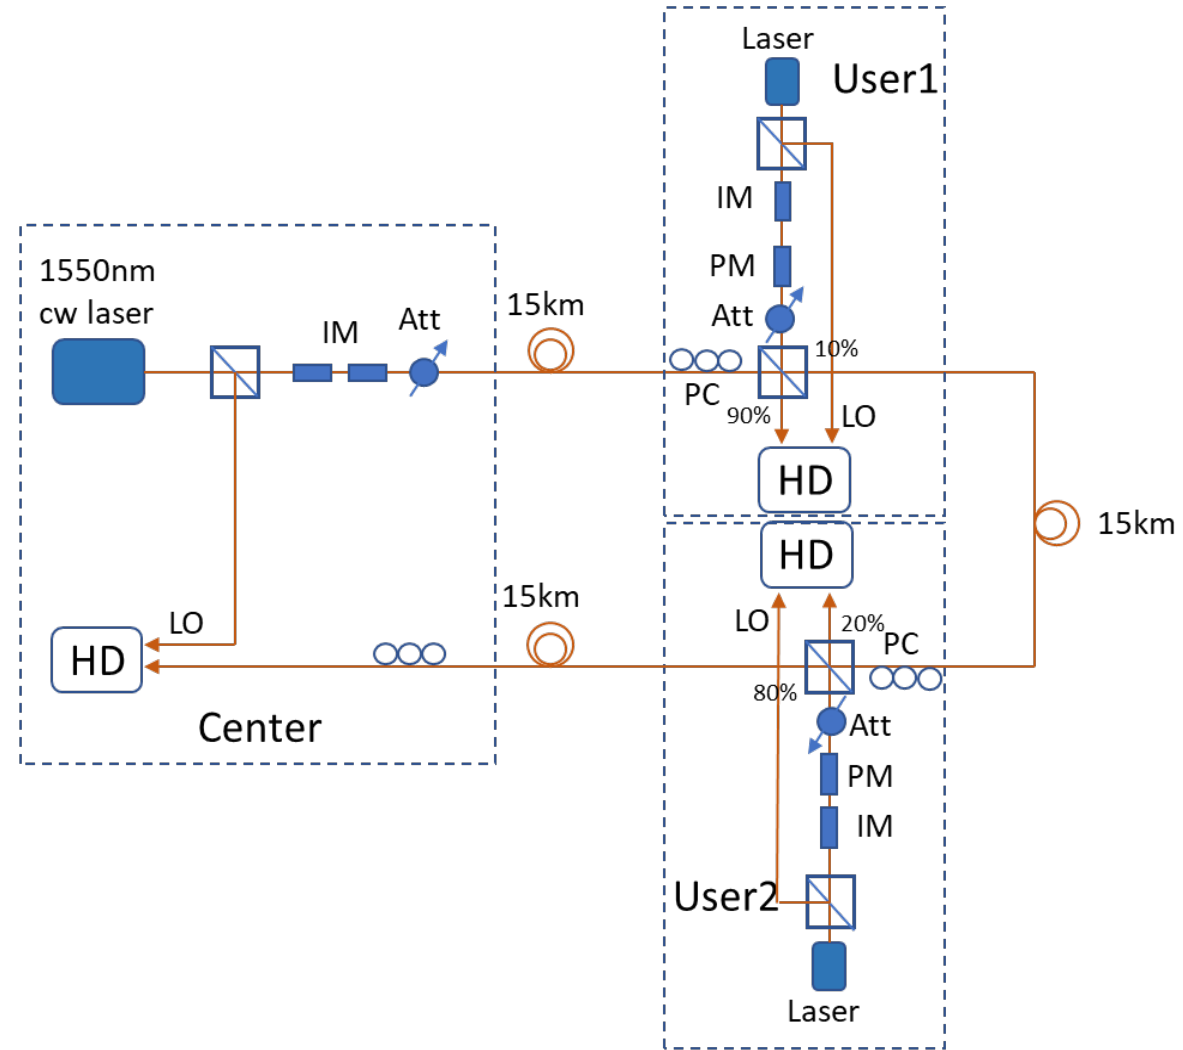 Laser
User1
IM
PM
Att
10%
PC
90%
LO
HD
1550nm
cw laser
IM
Att
15km
15km
HD
LO
20%
PC
80%
Att
PM
IM
User2
Laser
15km
LO
HD
Center